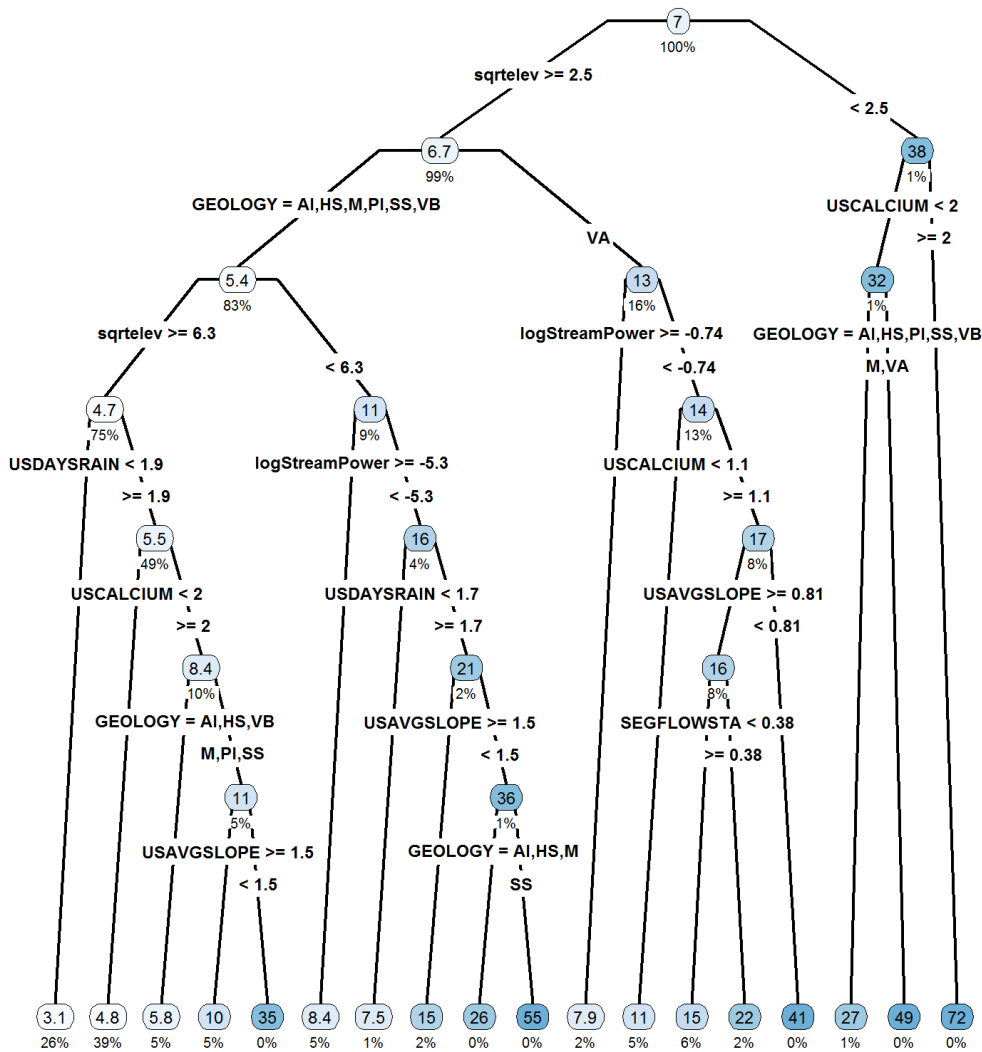 7
100%
sqrtelev >= 2.5
< 2.5
6.7
38
99%
1%
GEOLOGY = AI,HS,M,PI,SS,VB
USCALCIUM < 2
VA
>= 2
5.4
13
32
83%
16%
1%
sqrtelev >= 6.3
logStreamPower >= -0.74
GEOLOGY = AI,HS,PI,SS,VB
< 6.3
< -0.74
M,VA
4.7
11
14
75%
9%
13%
USDAYSRAIN < 1.9
logStreamPower >= -5.3
USCALCIUM < 1.1
>= 1.9
< -5.3
>= 1.1
5.5
16
17
49%
4%
8%
USCALCIUM < 2
USDAYSRAIN < 1.7
USAVGSLOPE >= 0.81
>= 2
>= 1.7
< 0.81
8.4
21
16
10%
2%
8%
GEOLOGY = AI,HS,VB
USAVGSLOPE >= 1.5
SEGFLOWSTA < 0.38
M,PI,SS
< 1.5
>= 0.38
11
36
5%
1%
USAVGSLOPE >= 1.5
GEOLOGY = AI,HS,M
< 1.5
SS
3.1 4.8 5.8 10 35 8.4 7.5 15 26 55 7.9 11 15 22 41 27 49 72
26% 39% 5% 5% 0% 5% 1% 2% 0% 0% 2% 5% 6% 2% 0% 1% 0% 0%